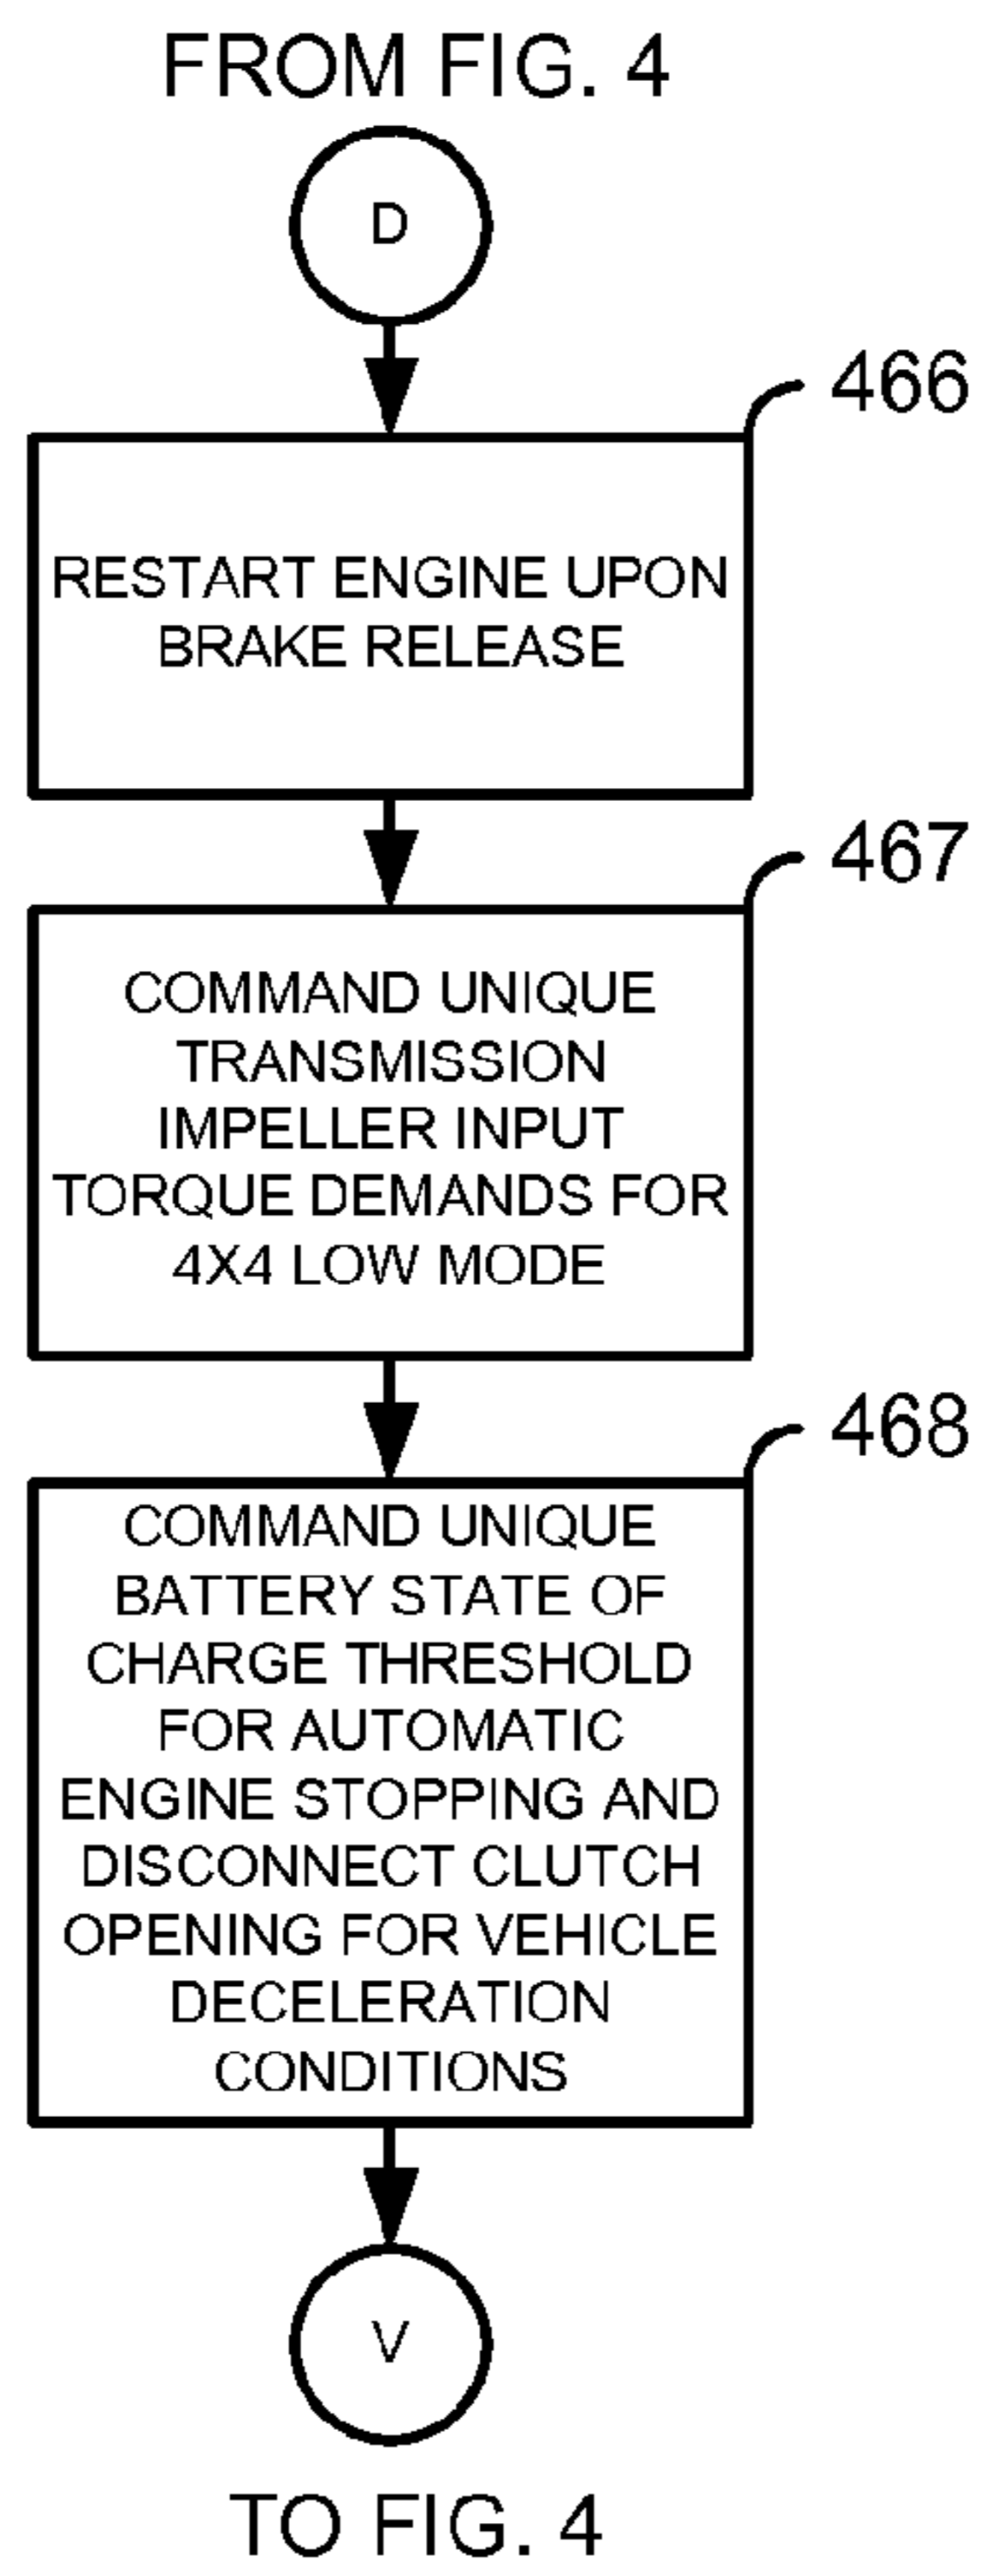 FROM FIG. 4
D
466
RESTART ENGINE UPON
BRAKE RELEASE
467
COMMAND UNIQUE
TRANSMISSION
IMPELLER INPUT
TORQUE DEMANDS FOR
4X4 LOW MODE
468
COMMAND UNIQUE
BATTERY STATE OF
CHARGE THRESHOLD
FOR AUTOMATIC
ENGINE STOPPING AND
DISCONNECT CLUTCH
OPENING FOR VEHICLE
DECELERATION
CONDITIONS
V
TO FIG. 4